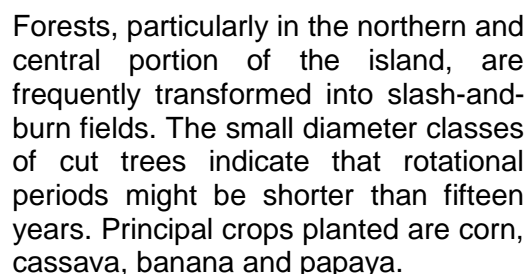 Forests, particularly in the northern and
central portion of the island, are
frequently transformed into slash-and-
burn fields. The small diameter classes
of cut trees indicate that rotational
periods might be shorter than fifteen
years. Principal crops planted are corn,
cassava, banana and papaya.